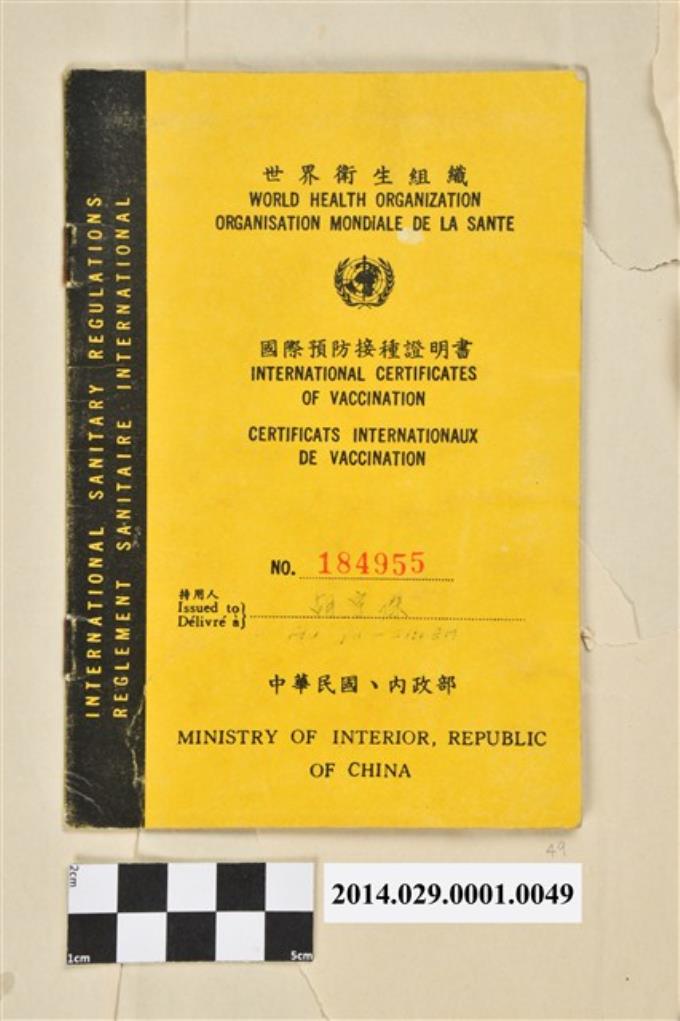 世界衛生組織
WORLD HEALTH ORGANIZATION
ORGANISATION MONDIALE DE LA SANTE
國際預防接種證明書
INTERNATIONAL CERTIFICATES
OF VACCINATION
CERTIFICATS INTERNATIONAUX
DE VACCINATION
NO. 184955
持用人
Issued to
Délivré à
中華民國、內政部
MINISTRY OF INTERIOR, REPUBLIC
OF CHINA
INTERNATIONAL SANITARY REGULATIONS
REGLEMENT SANITAIRE INTERNATIONAL
49
2cm
1cm
5cm
2014.029.0001.0049